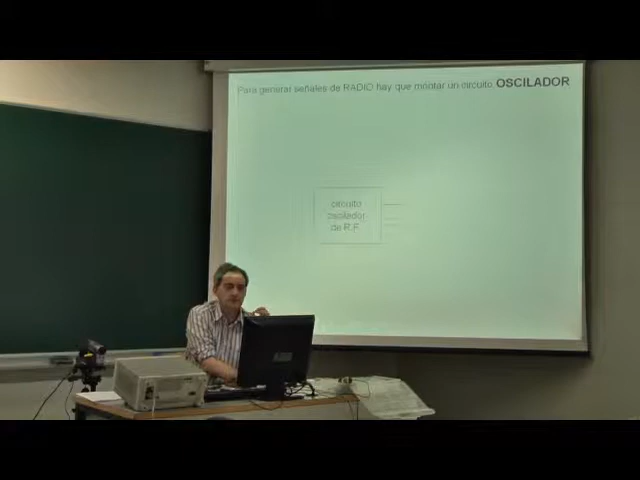 Para generar señales de RADIO hay que montar un circuito OSCILADOR
circuito
oscilador
de R.F.